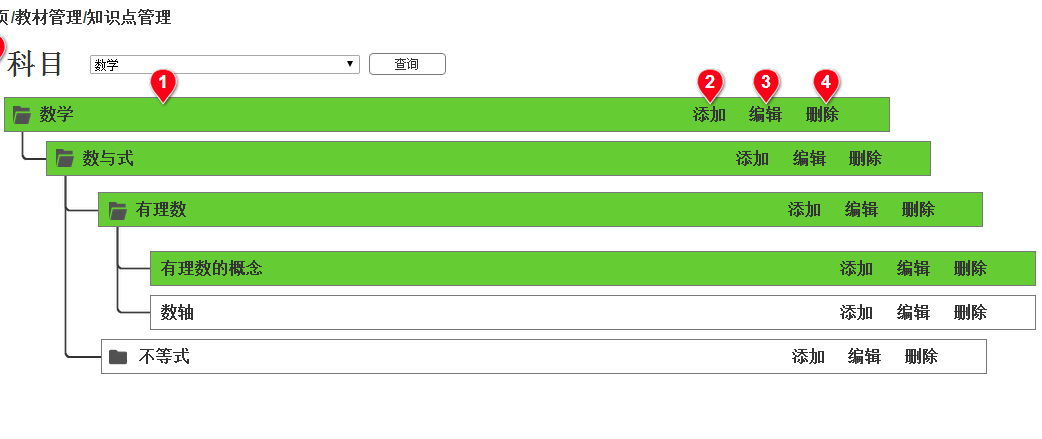 页/教材管理/知识点管理
科目 数学 查询
1 2 3 4
数学 添加 编辑 删除
数与式 添加 编辑 删除
有理数 添加 编辑 删除
有理数的概念 添加 编辑 删除
数轴 添加 编辑 删除
不等式 添加 编辑 删除